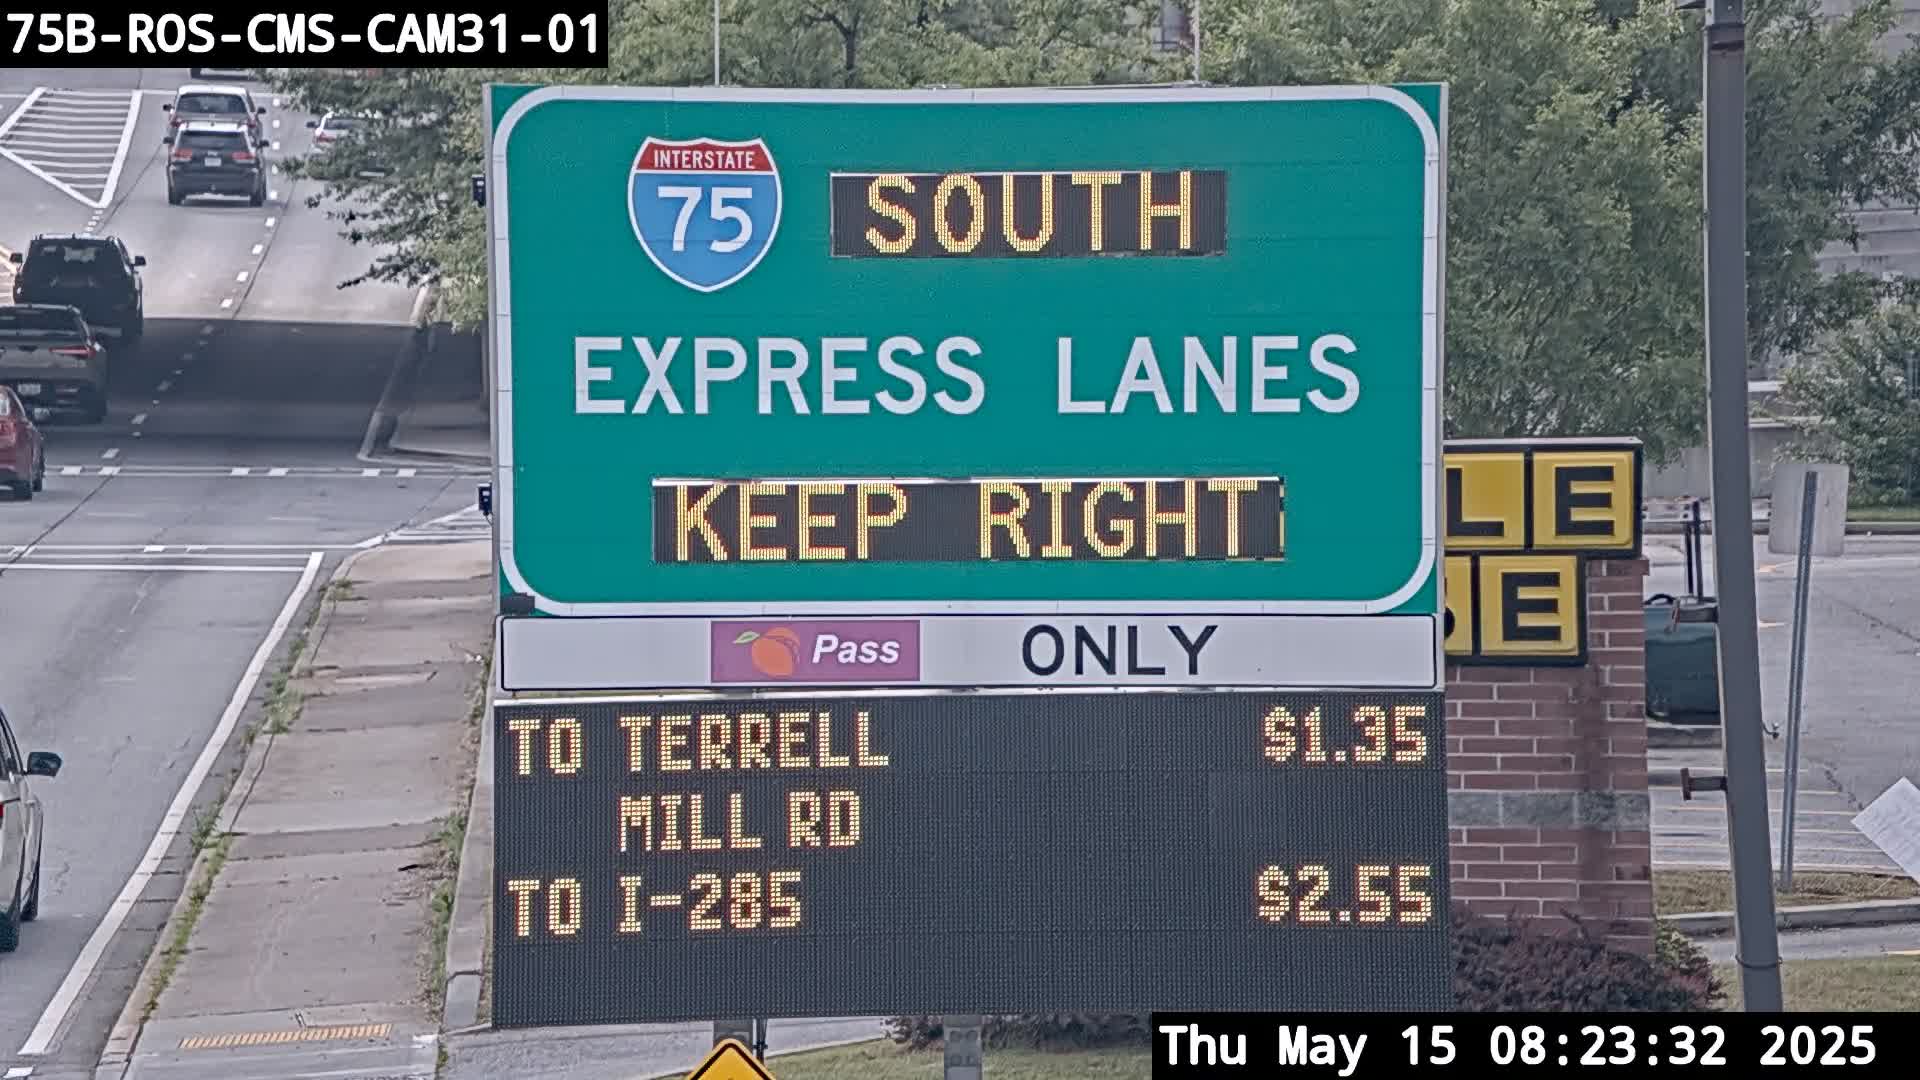 75B-ROS-CMS-CAM31-01
INTERSTATE
75
SOUTH
EXPRESS LANES
KEEP RIGHT
Pass ONLY
TO TERRELL $1.35
MILL RD
TO I-285 $2.55
LE
E
Thu May 15 08:23:32 2025